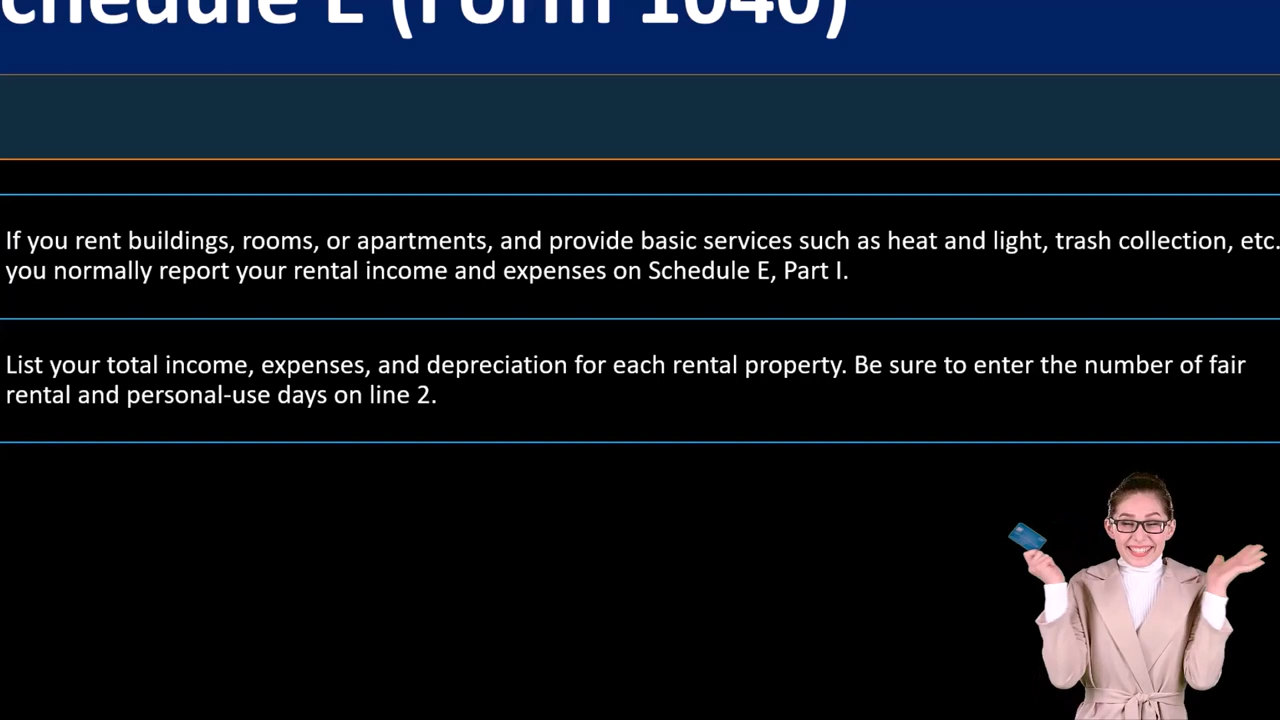 chedule E (Form 1040)
If you rent buildings, rooms, or apartments, and provide basic services such as heat and light, trash collection, etc.
you normally report your rental income and expenses on Schedule E, Part I.
List your total income, expenses, and depreciation for each rental property. Be sure to enter the number of fair
rental and personal-use days on line 2.